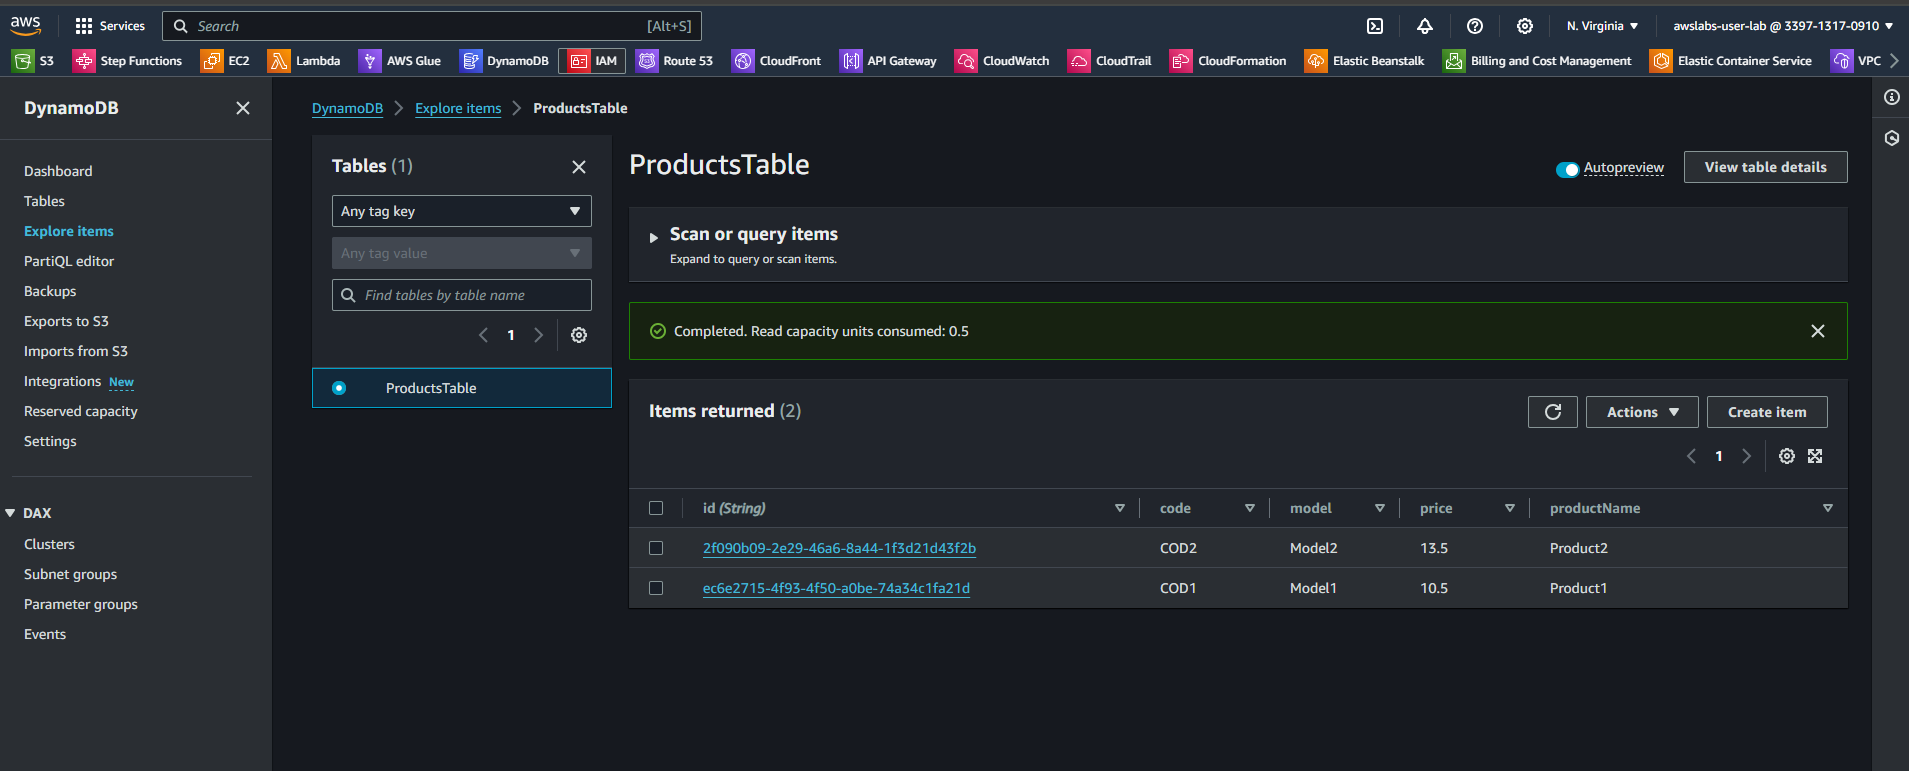 aws Services Search [Alt+S] N. Virginia awslabs-user-lab @ 3397-1317-0910
S3 Step Functions EC2 Lambda AWS Glue DynamoDB IAM Route 53 CloudFront API Gateway CloudWatch CloudTrail CloudFormation Elastic Beanstalk Billing and Cost Management Elastic Container Service VPC
DynamoDB
Dashboard
Tables
Explore items
PartiQL editor
Backups
Exports to S3
Imports from S3
Integrations New
Reserved capacity
Settings
DAX
Clusters
Subnet groups
Parameter groups
Events
DynamoDB Explore items ProductsTable
Tables (1)
Any tag key
Any tag value
Find tables by table name
1
ProductsTable
ProductsTable
Autopreview View table details
Scan or query items
Expand to query or scan items.
Completed. Read capacity units consumed: 0.5
Items returned (2)
Actions Create item
1
id (String) code model price productName
2f090b09-2e29-46a6-8a44-1f3d21d43f2b COD2 Model2 13.5 Product2
ec6e2715-4f93-4f50-a0be-74a34c1fa21d COD1 Model1 10.5 Product1